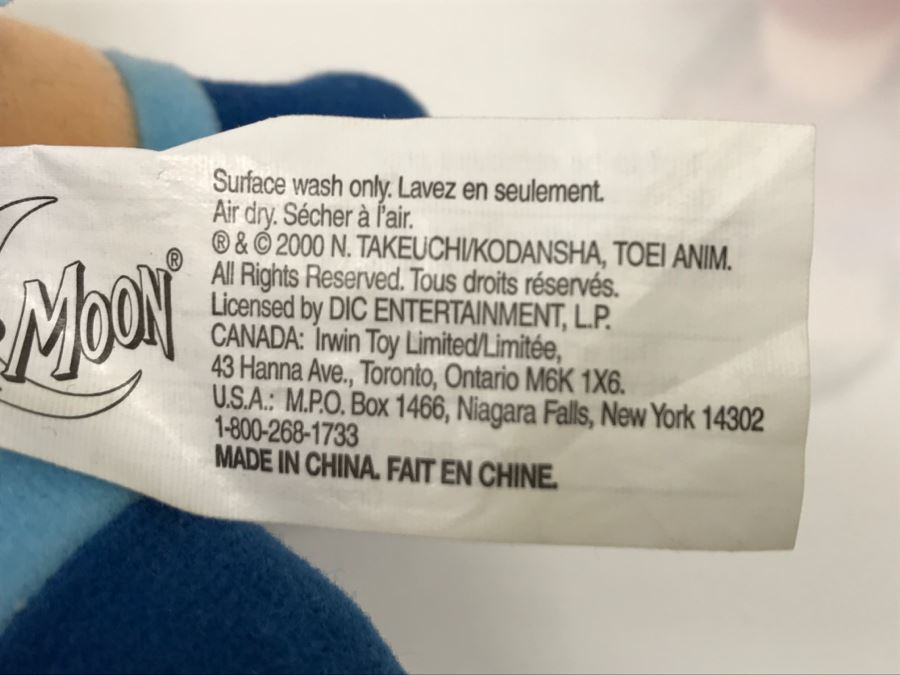 MOON®
Surface wash only. Lavez en seulement.
Air dry. Sécher à l'air.
® & © 2000 N. TAKEUCHI/KODANSHA, TOEI ANIM.
All Rights Reserved. Tous droits réservés.
Licensed by DIC ENTERTAINMENT, L.P.
CANADA: Irwin Toy Limited/Limitée,
43 Hanna Ave., Toronto, Ontario M6K 1X6.
U.S.A.: M.P.O. Box 1466, Niagara Falls, New York 14302
1-800-268-1733
MADE IN CHINA. FAIT EN CHINE.